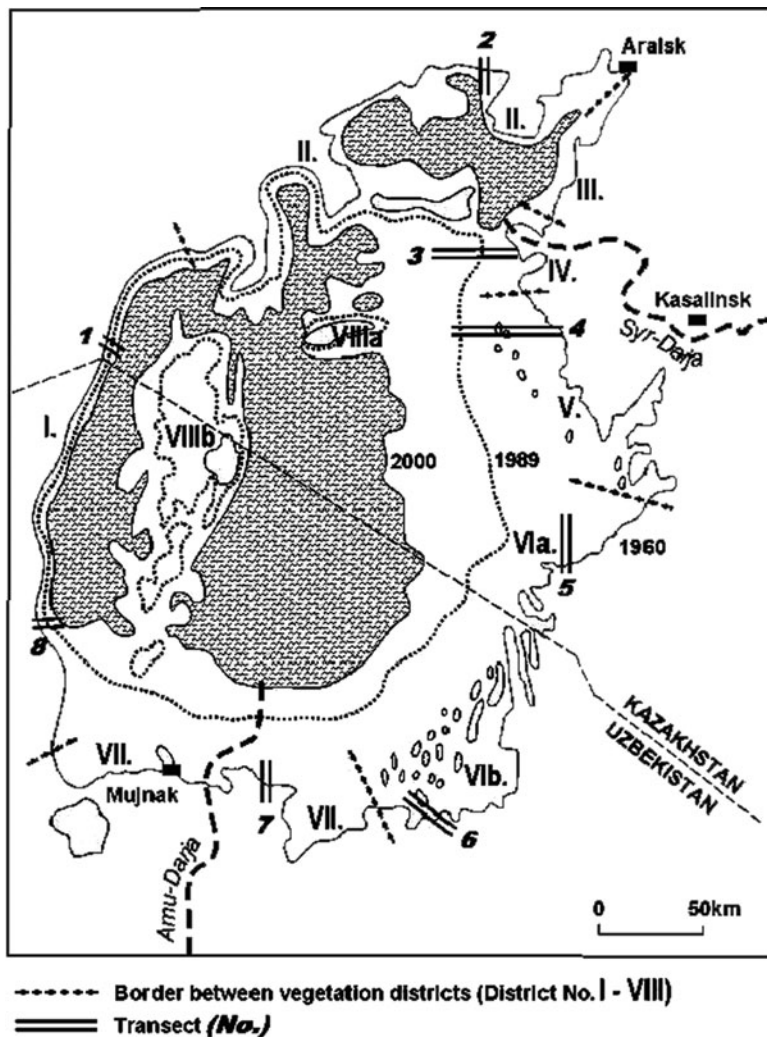 2
Aralsk
II.
II.
III.
3
IV.
Kasalinsk
1
VIIIa
4
Syr-Darja
I.
V.
VIIIb
2000
1989
VIa.
1960
5
8
KAZAKHSTAN
UZBEKISTAN
VII.
VIb.
Mujnak
7
VII.
6
Amu-Darja
0 50km
Border between vegetation districts (District No. I - VIII)
Transect (No.)